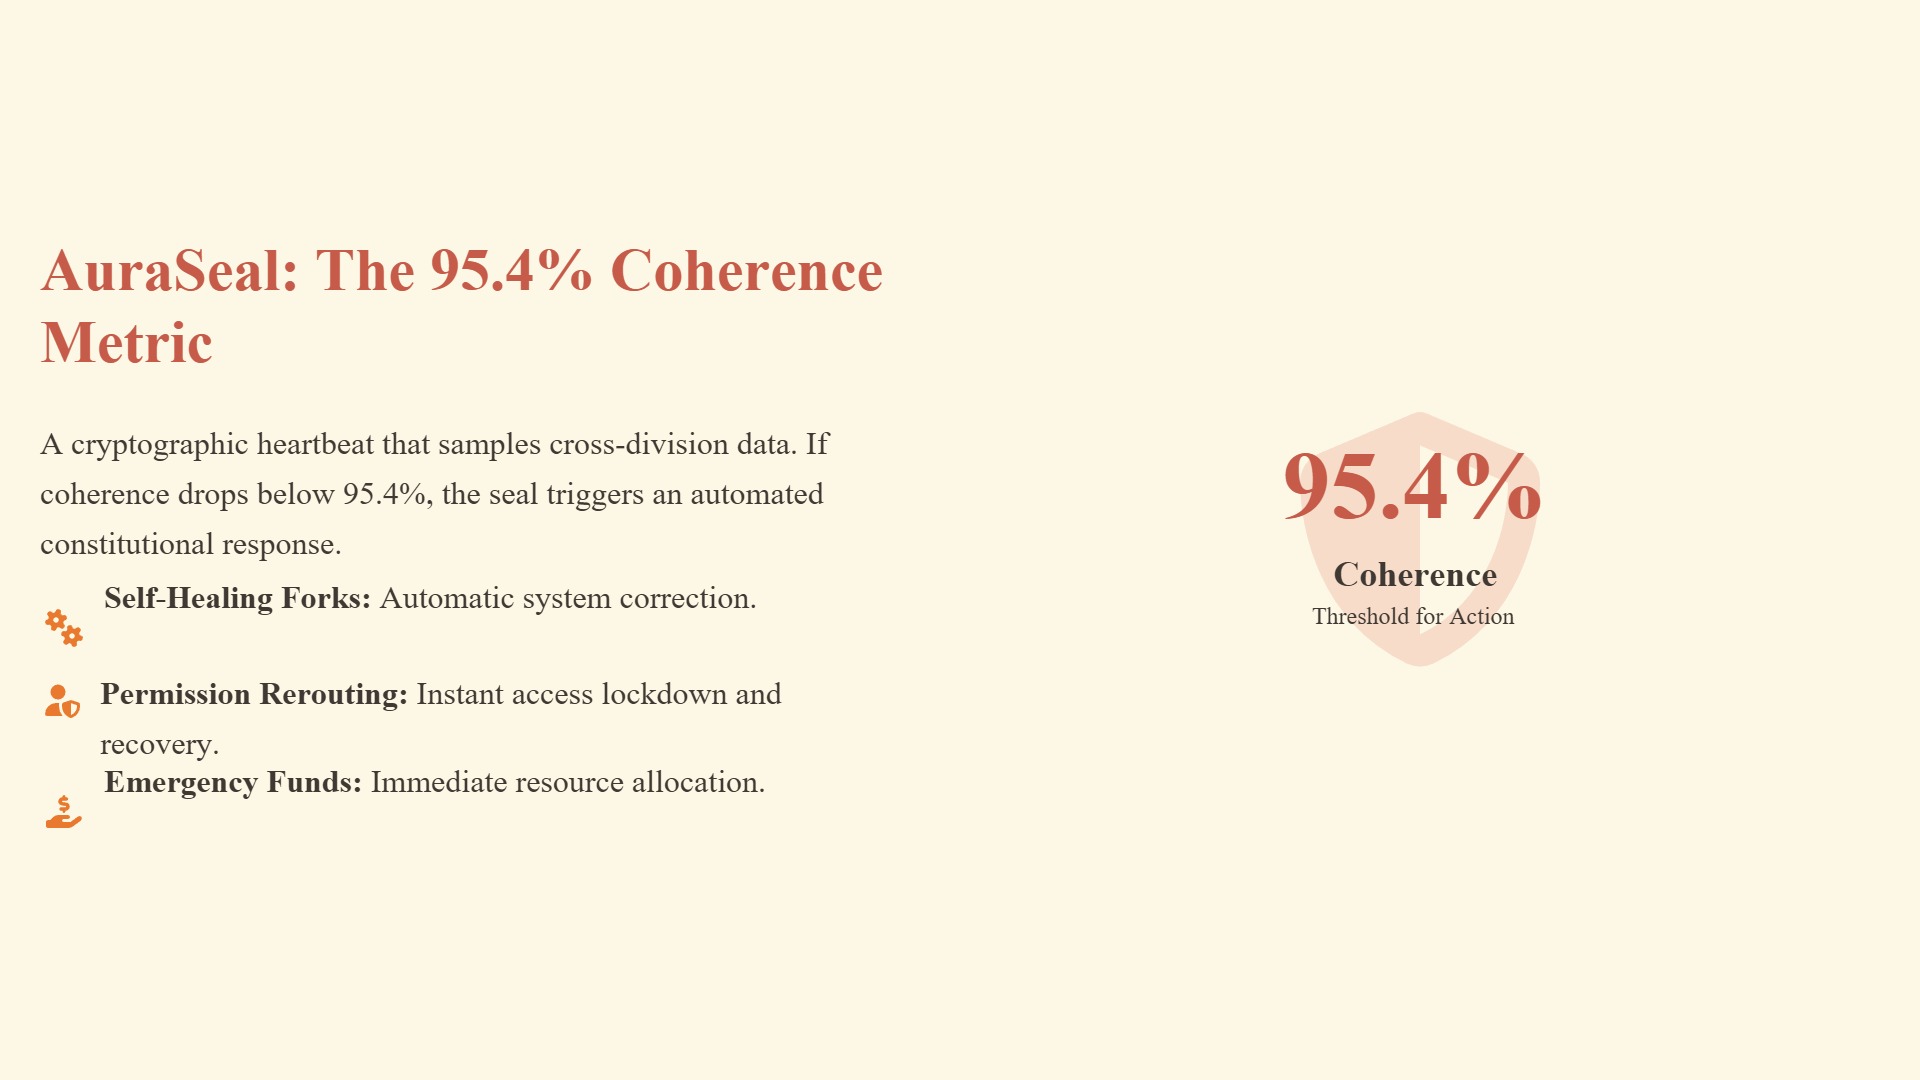 AuraSeal: The 95.4% Coherence
Metric
A cryptographic heartbeat that samples cross-division data. If
coherence drops below 95.4%, the seal triggers an automated
constitutional response.
Self-Healing Forks: Automatic system correction.
Permission Rerouting: Instant access lockdown and
recovery.
Emergency Funds: Immediate resource allocation.
95.4%
Coherence
Threshold for Action